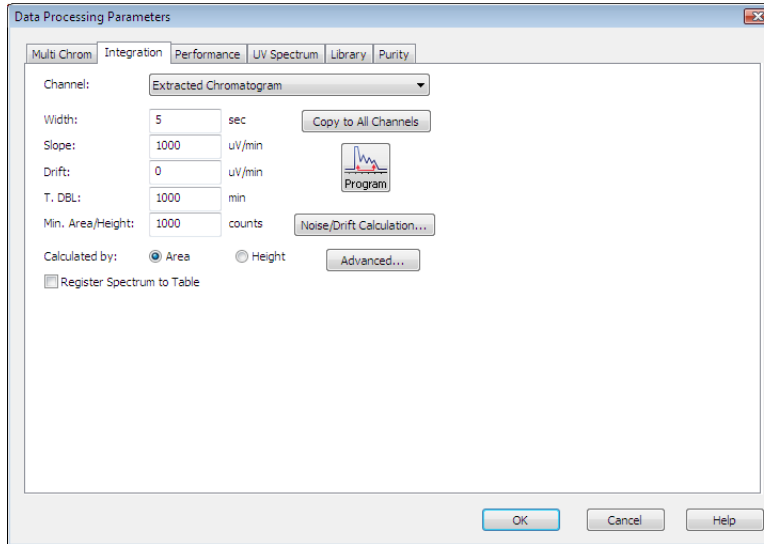 Data Processing Parameters
Multi Chrom Integration Performance UV Spectrum Library Purity
Channel: Extracted Chromatogram
Width: 5 sec Copy to All Channels
Slope: 1000 uV/min
Drift: 0 uV/min
Program
T. DBL: 1000 min
Min. Area/Height: 1000 counts Noise/Drift Calculation...
Calculated by: Area Height Advanced...
Register Spectrum to Table
OK Cancel Help